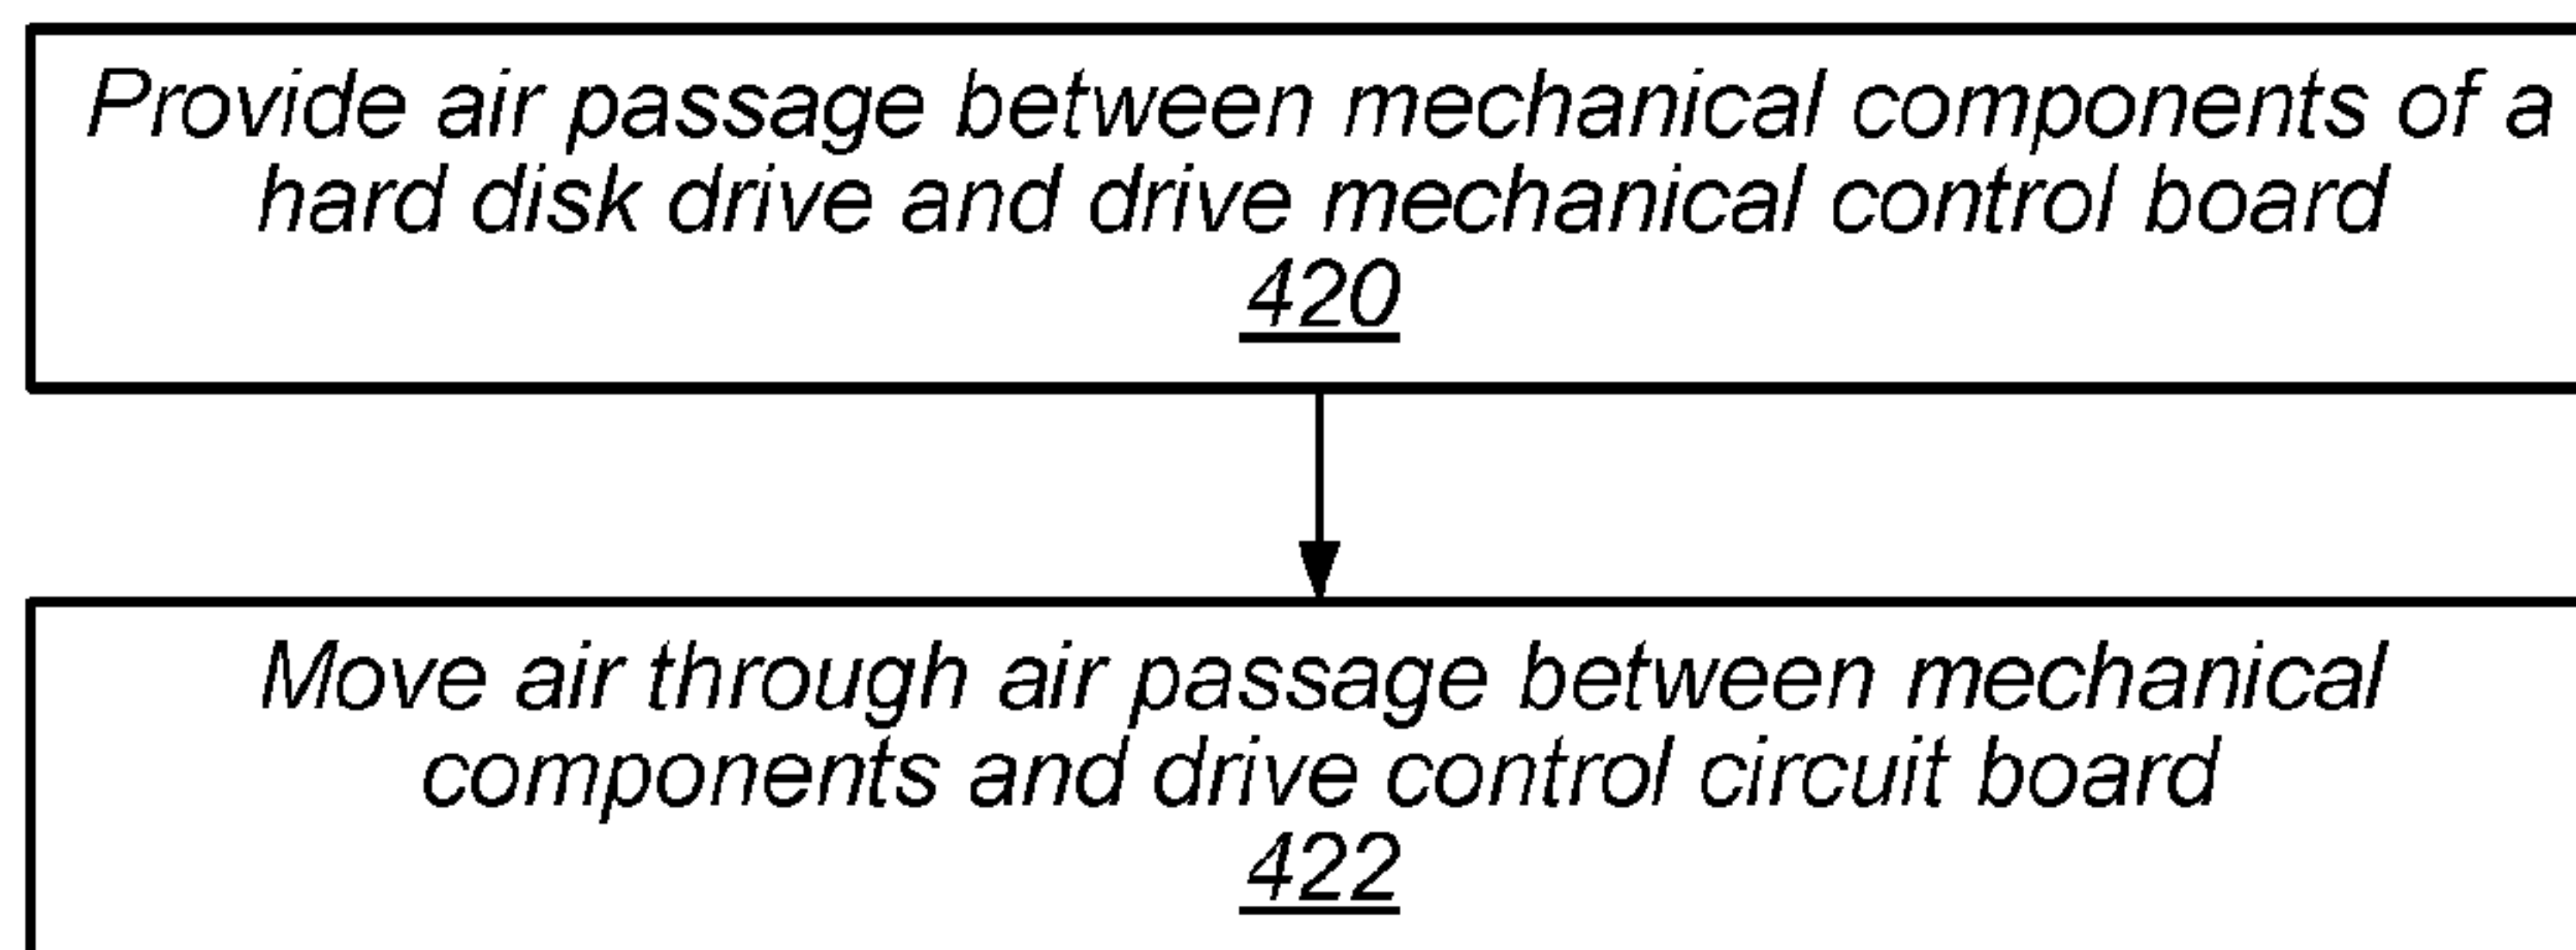 Provide air passage between mechanical components of a
hard disk drive and drive mechanical control board
420
Move air through air passage between mechanical
components and drive control circuit board
422